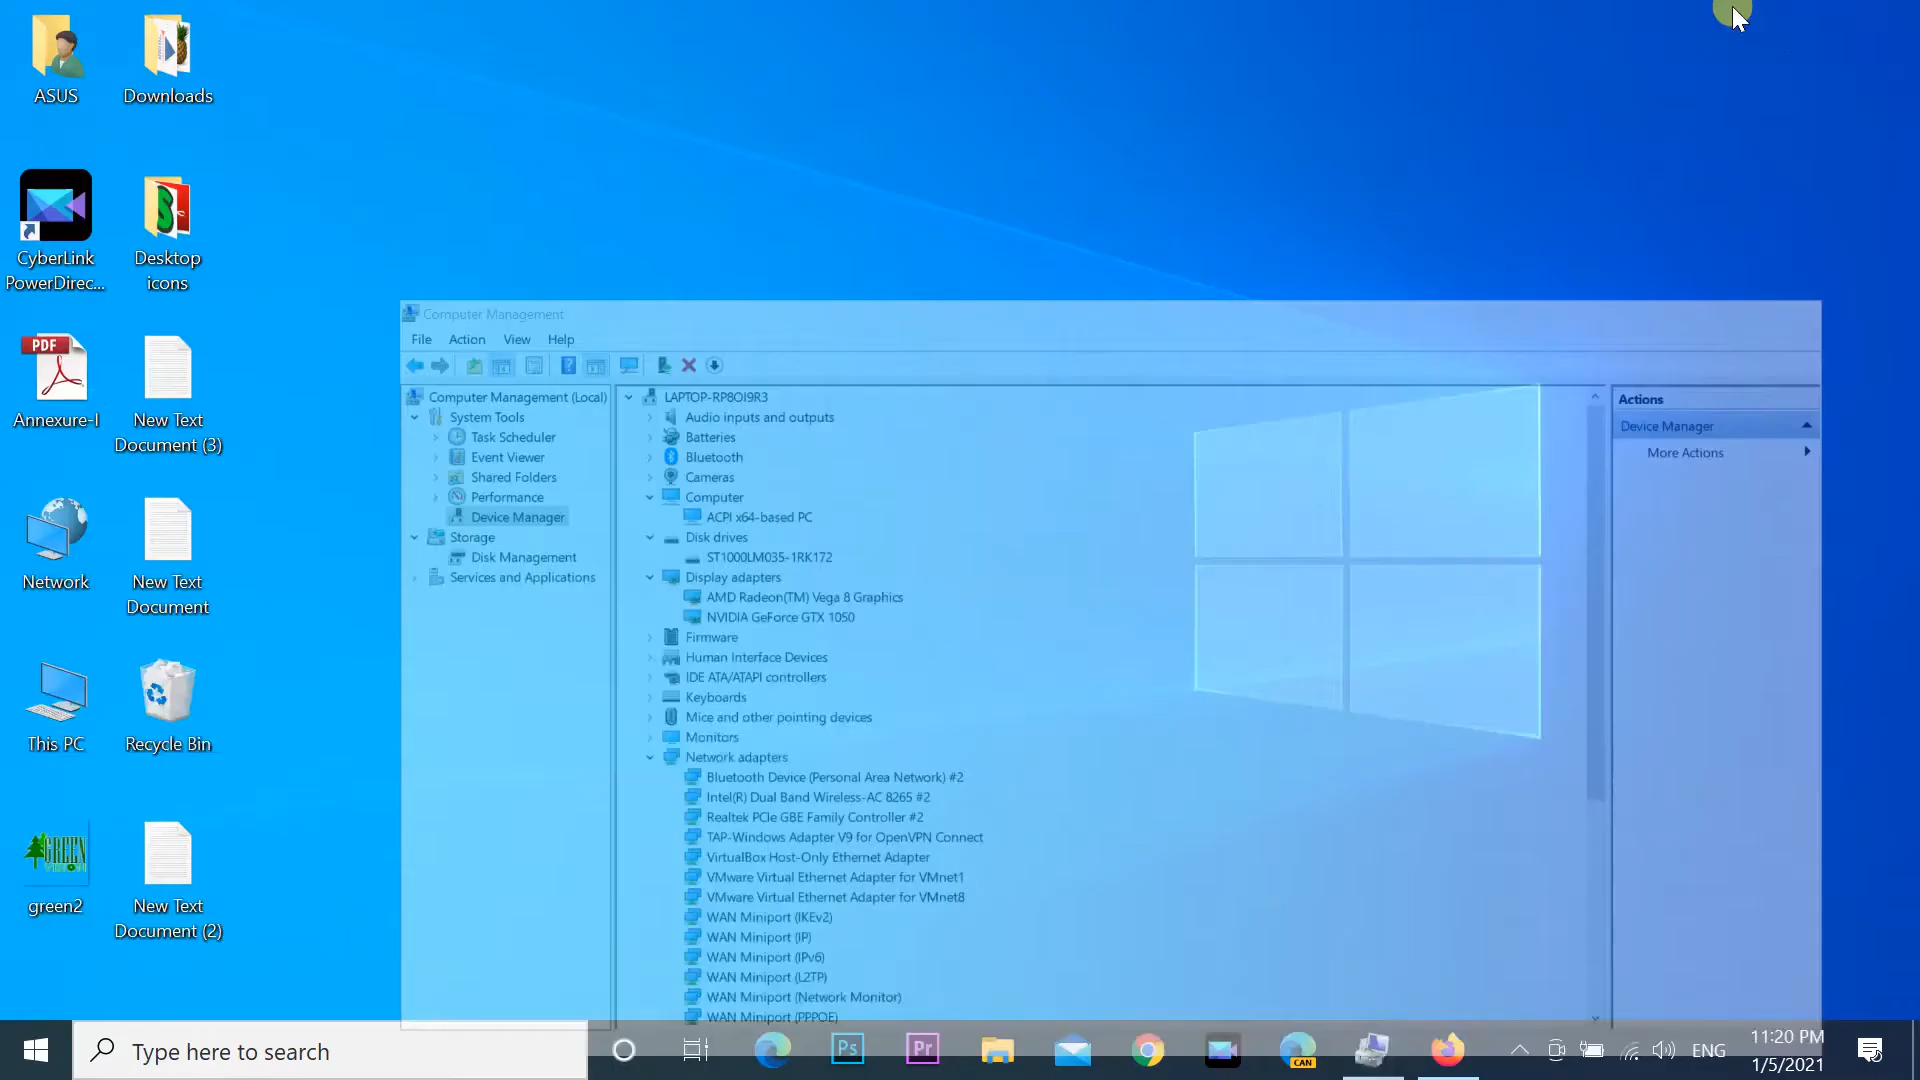 ASUS
Downloads
CyberLink
PowerDirec...
Desktop
icons
PDF
Annexure-I
New Text
Document (3)
Network
New Text
Document
This PC
Recycle Bin
GREEN
green2
New Text
Document (2)
Computer Management
File Action View Help
Computer Management (Local)
System Tools
Task Scheduler
Event Viewer
Shared Folders
Performance
Device Manager
Storage
Disk Management
Services and Applications
LAPTOP-RP8OI9R3
Audio inputs and outputs
Batteries
Bluetooth
Cameras
Computer
ACPI x64-based PC
Disk drives
ST1000LM035-1RK172
Display adapters
AMD Radeon(TM) Vega 8 Graphics
NVIDIA GeForce GTX 1050
Firmware
Human Interface Devices
IDE ATA/ATAPI controllers
Keyboards
Mice and other pointing devices
Monitors
Network adapters
Bluetooth Device (Personal Area Network) #2
Intel(R) Dual Band Wireless-AC 8265 #2
Realtek PCIe GBE Family Controller #2
TAP-Windows Adapter V9 for OpenVPN Connect
VirtualBox Host-Only Ethernet Adapter
VMware Virtual Ethernet Adapter for VMnet1
VMware Virtual Ethernet Adapter for VMnet8
WAN Miniport (IKEv2)
WAN Miniport (IP)
WAN Miniport (IPv6)
WAN Miniport (L2TP)
WAN Miniport (Network Monitor)
WAN Miniport (PPPOE)
Actions
Device Manager
More Actions
Type here to search
Ps
Pr
CAN
ENG
11:20 PM
1/5/2021